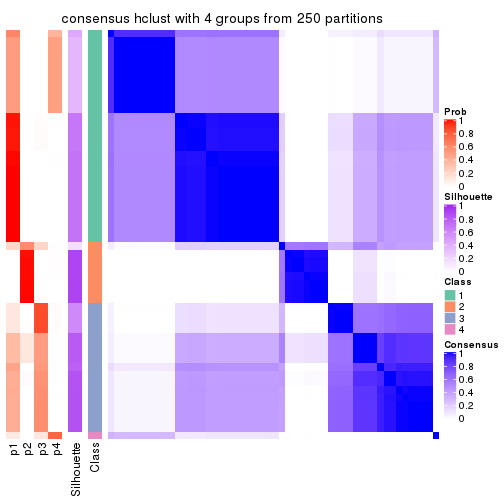 consensus hclust with 4 groups from 250 partitions
Prob
1
0.8
0.6
0.4
0.2
0
Silhouette
1
0.8
0.6
0.4
0.2
0
Class
1
2
3
4
Consensus
1
0.8
0.6
0.4
0.2
0
p1
p2
p3
p4
Silhouette
Class